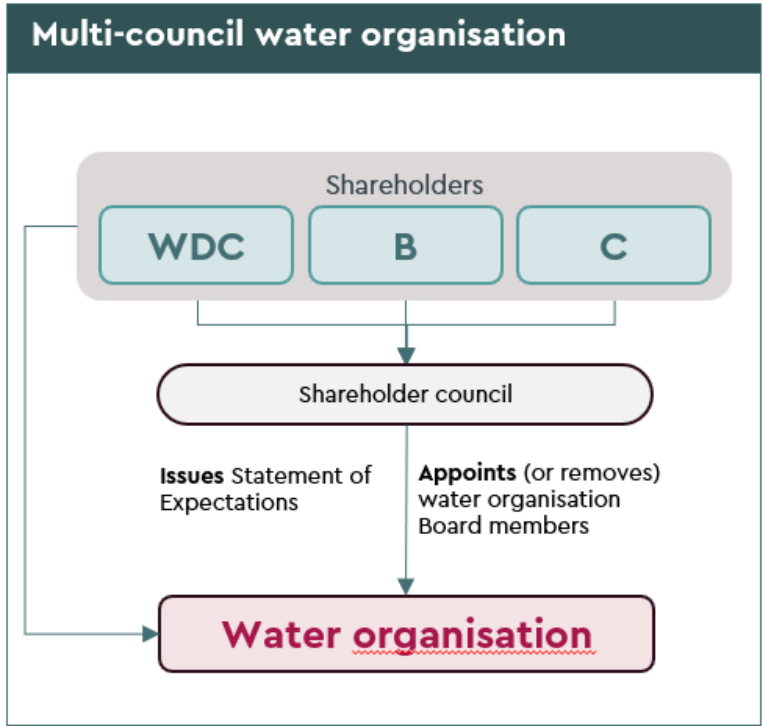 Multi-council water organisation
Shareholders
WDC
B
C
Shareholder council
Issues Statement of
Expectations
Appoints (or removes)
water organisation
Board members
Water organisation